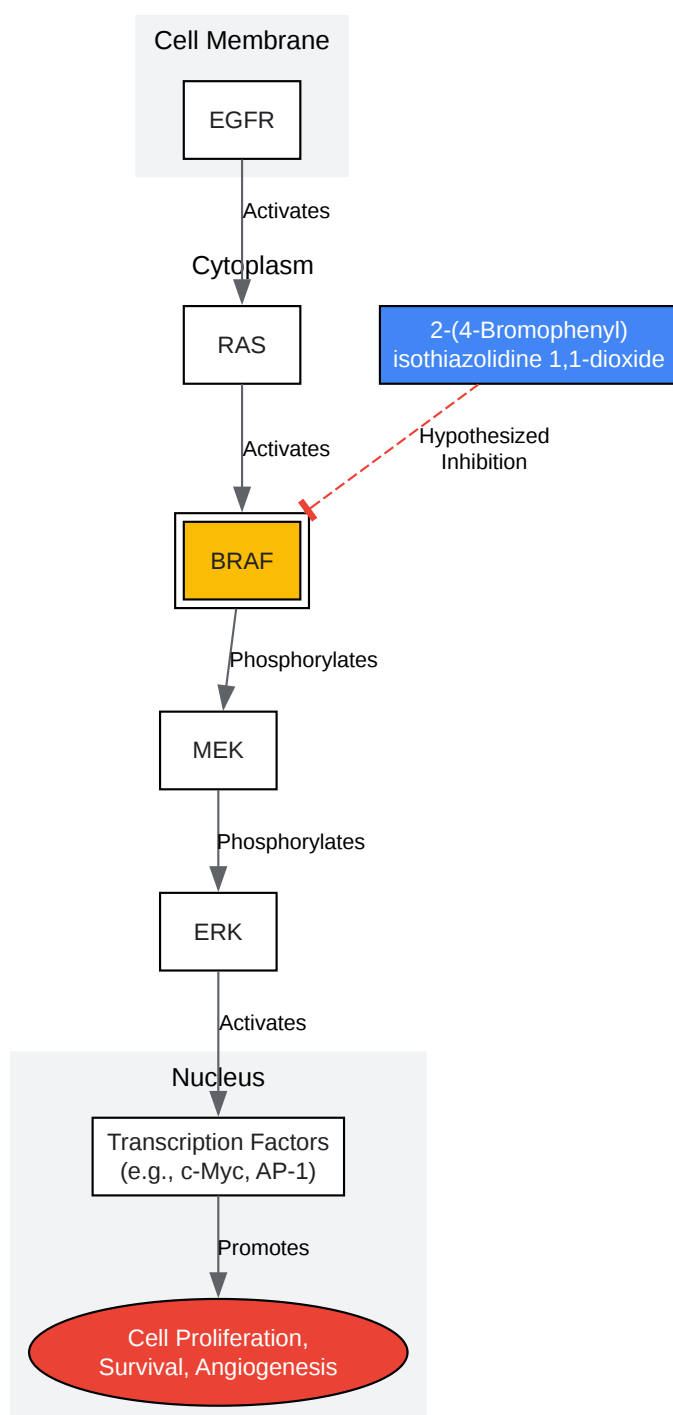 Cell Membrane
EGFR
Activates
Cytoplasm
RAS
2-(4-Bromophenyl)
isothiazolidine 1,1-dioxide
Activates
Hypothesized
Inhibition
BRAF
Phosphorylates
MEK
Phosphorylates
ERK
Activates
Nucleus
Transcription Factors
(e.g., c-Myc, AP-1)
Promotes
Cell Proliferation,
Survival, Angiogenesis